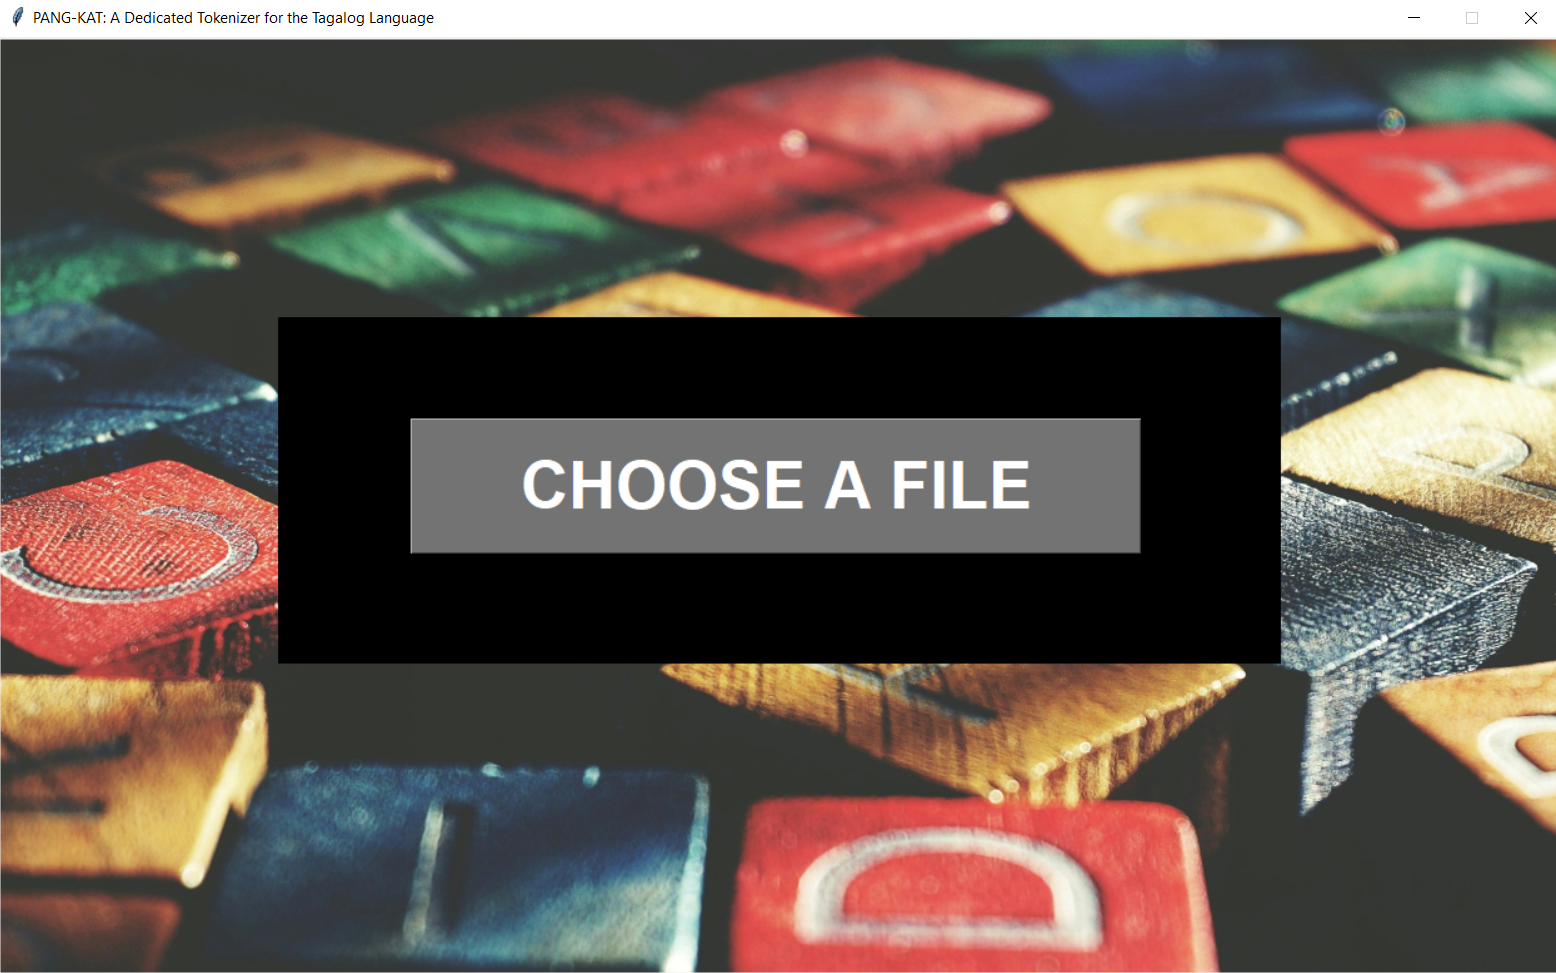 PANG-KAT: A Dedicated Tokenizer for the Tagalog Language
O
A
I
P
C
CHOOSE A FILE
I
D